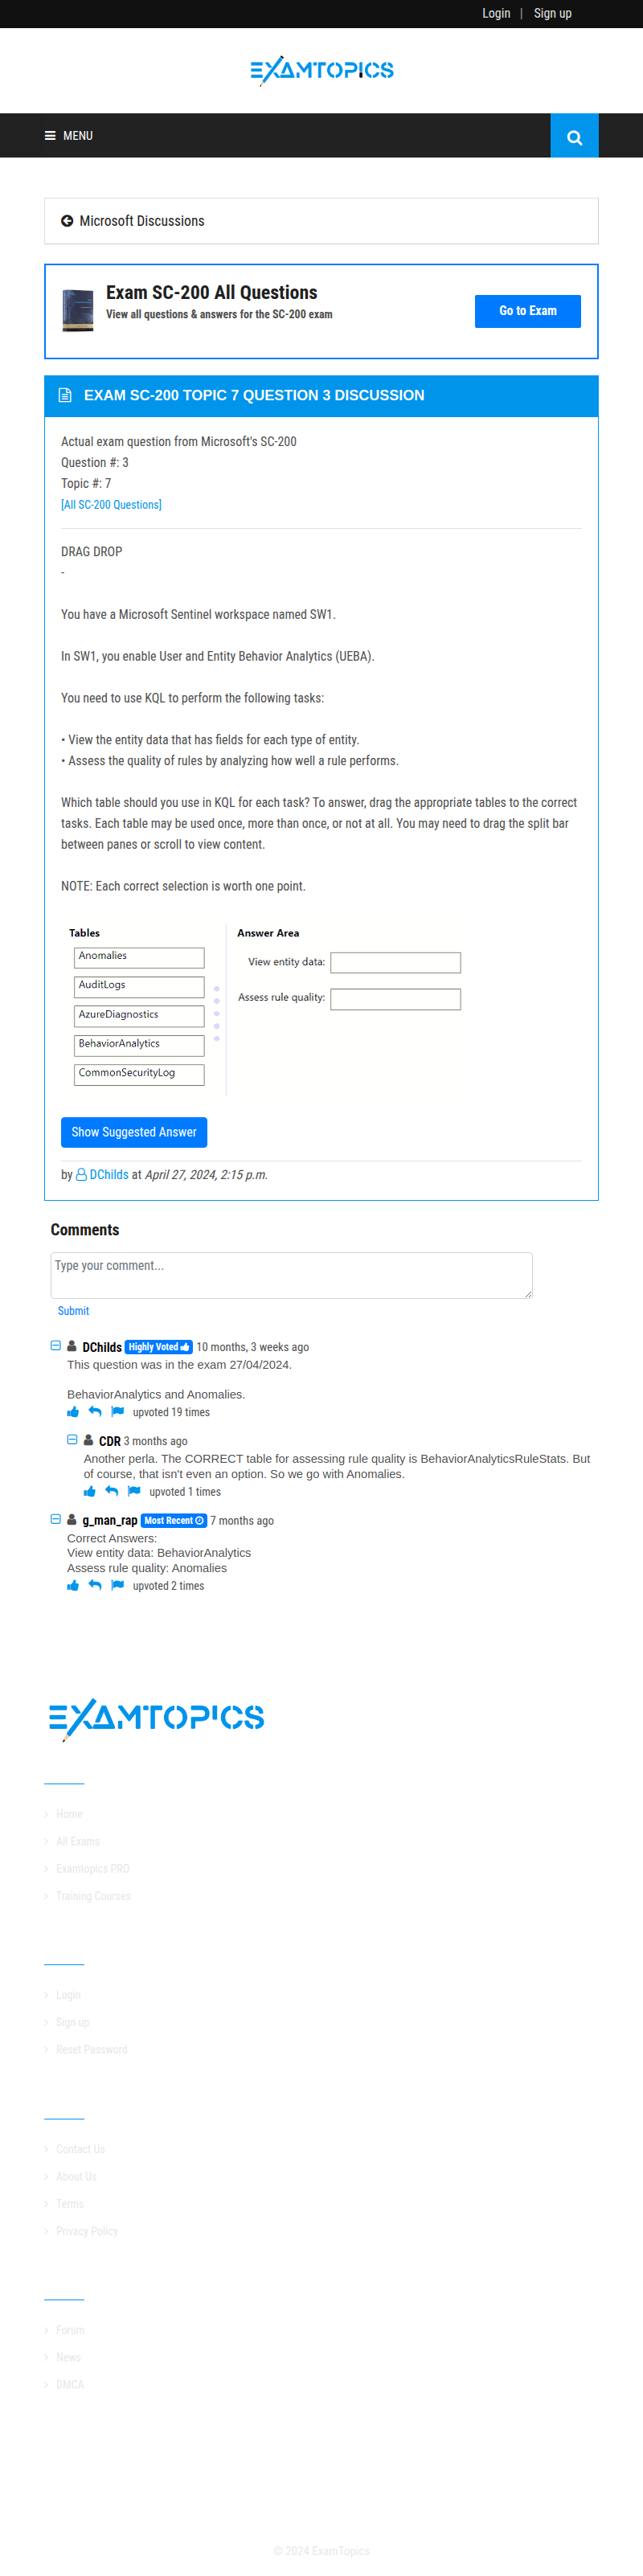 Login | Sign up
EXAMTOPICS
MENU
Microsoft Discussions
Exam SC-200 All Questions
View all questions & answers for the SC-200 exam
Go to Exam
EXAM SC-200 TOPIC 7 QUESTION 3 DISCUSSION
Actual exam question from Microsoft's SC-200
Question #: 3
Topic #: 7
[All SC-200 Questions]
DRAG DROP
-
You have a Microsoft Sentinel workspace named SW1.
In SW1, you enable User and Entity Behavior Analytics (UEBA).
You need to use KQL to perform the following tasks:
• View the entity data that has fields for each type of entity.
• Assess the quality of rules by analyzing how well a rule performs.
Which table should you use in KQL for each task? To answer, drag the appropriate tables to the correct
tasks. Each table may be used once, more than once, or not at all. You may need to drag the split bar
between panes or scroll to view content.
NOTE: Each correct selection is worth one point.
Tables
Anomalies
AuditLogs
AzureDiagnostics
BehaviorAnalytics
CommonSecurityLog
Answer Area
View entity data:
Assess rule quality:
Show Suggested Answer
by DChilds at April 27, 2024, 2:15 p.m.
Comments
Type your comment...
Submit
DChilds Highly Voted 10 months, 3 weeks ago
This question was in the exam 27/04/2024.
BehaviorAnalytics and Anomalies.
upvoted 19 times
CDR 3 months ago
Another perla. The CORRECT table for assessing rule quality is BehaviorAnalyticsRuleStats. But
of course, that isn't even an option. So we go with Anomalies.
upvoted 1 times
g_man_rap Most Recent 7 months ago
Correct Answers:
View entity data: BehaviorAnalytics
Assess rule quality: Anomalies
upvoted 2 times
EXAMTOPICS
Home
All Exams
Examtopics PRO
Training Courses
Login
Sign up
Reset Password
Contact Us
About Us
Terms
Privacy Policy
Forum
News
DMCA
© 2024 ExamTopics